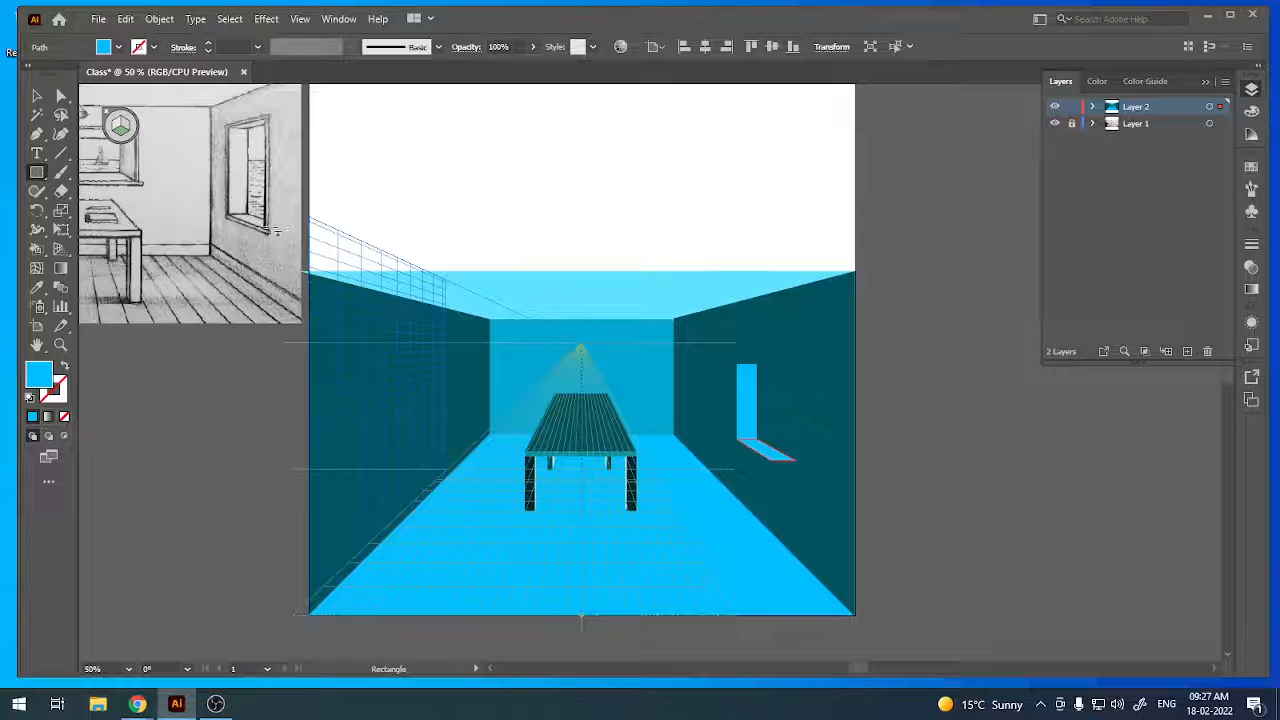 Ai File Edit Object Type Select Effect View Window Help Search Adobe Help
Path Stroke: Basic Opacity: 100% Style: Transform
Class* @ 50 % (RGB/CPU Preview)
Layers Color Color Guide
Layer 2
Layer 1
2 Layers
50% 0° 1 Rectangle
Ai 15°C Sunny ENG 09:27 AM
18-02-2022